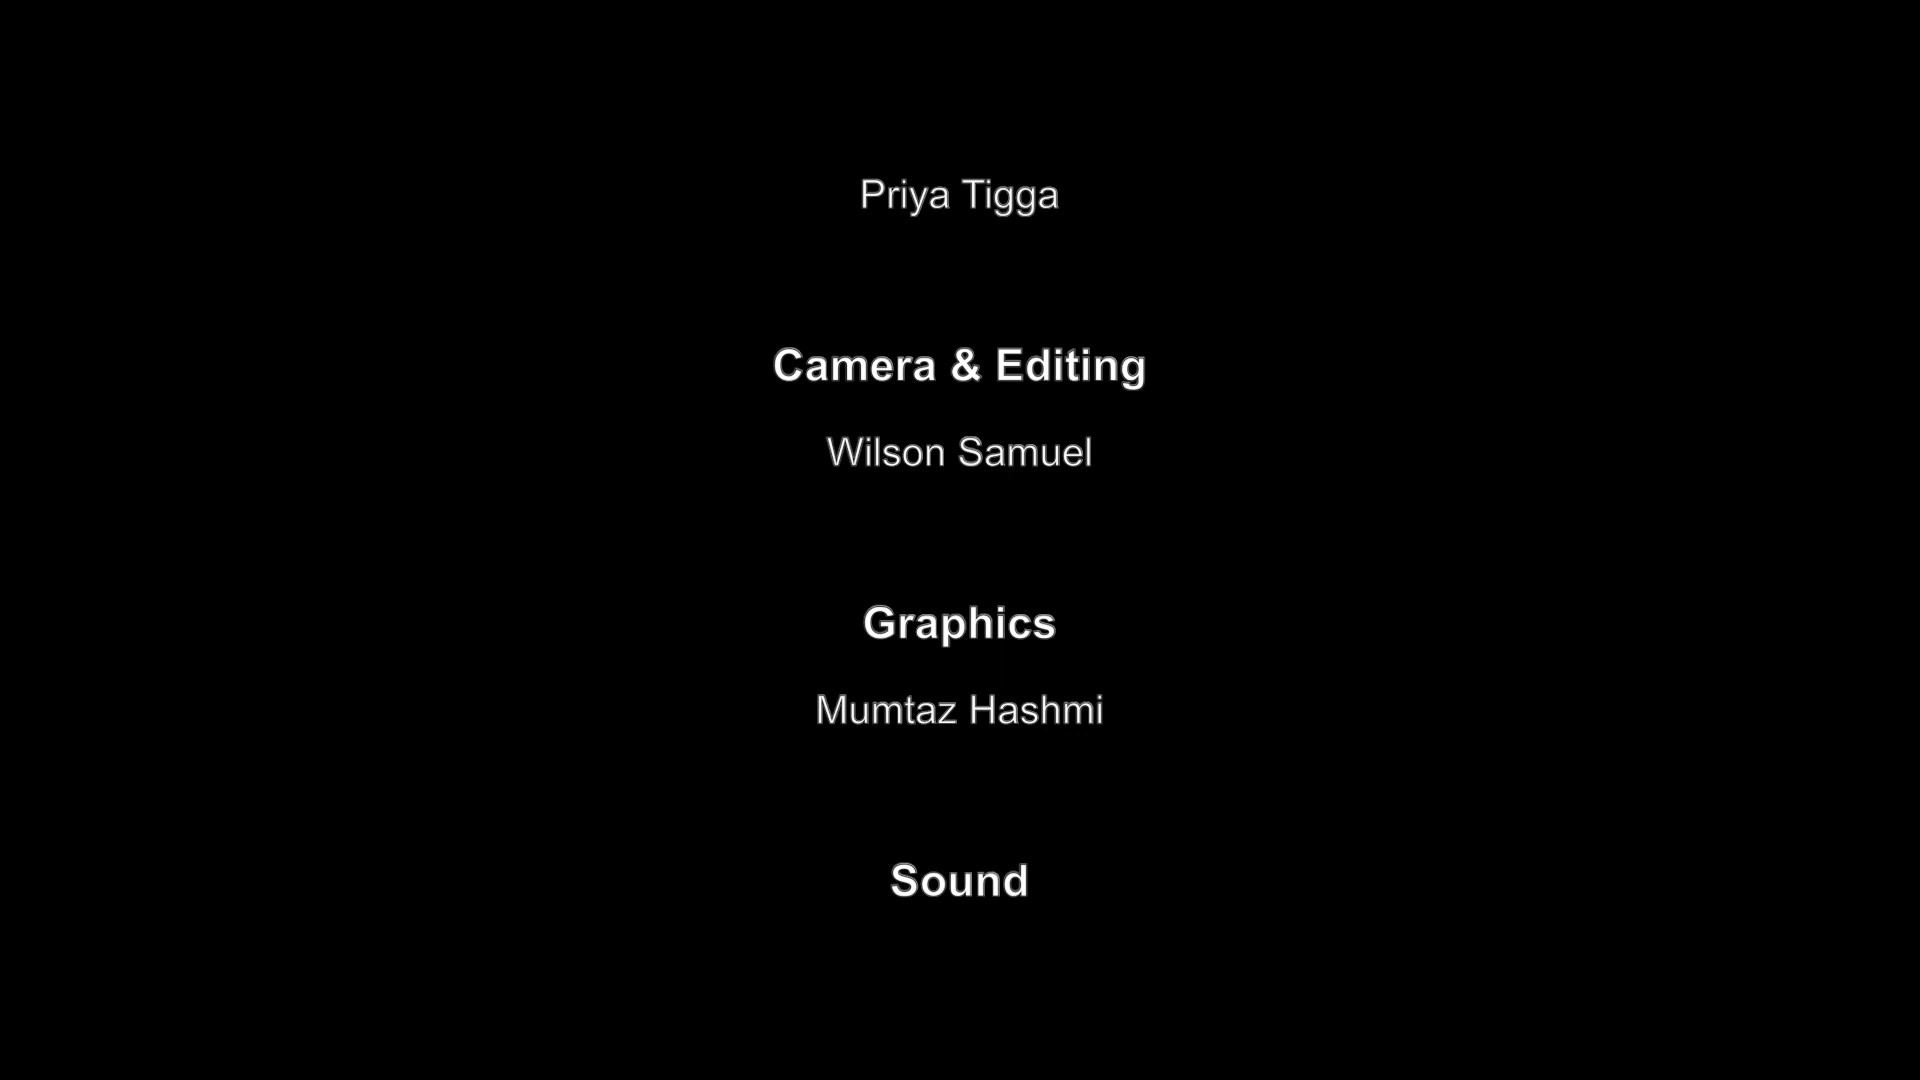 Priya Tigga
Camera & Editing
Wilson Samuel
Graphics
Mumtaz Hashmi
Sound